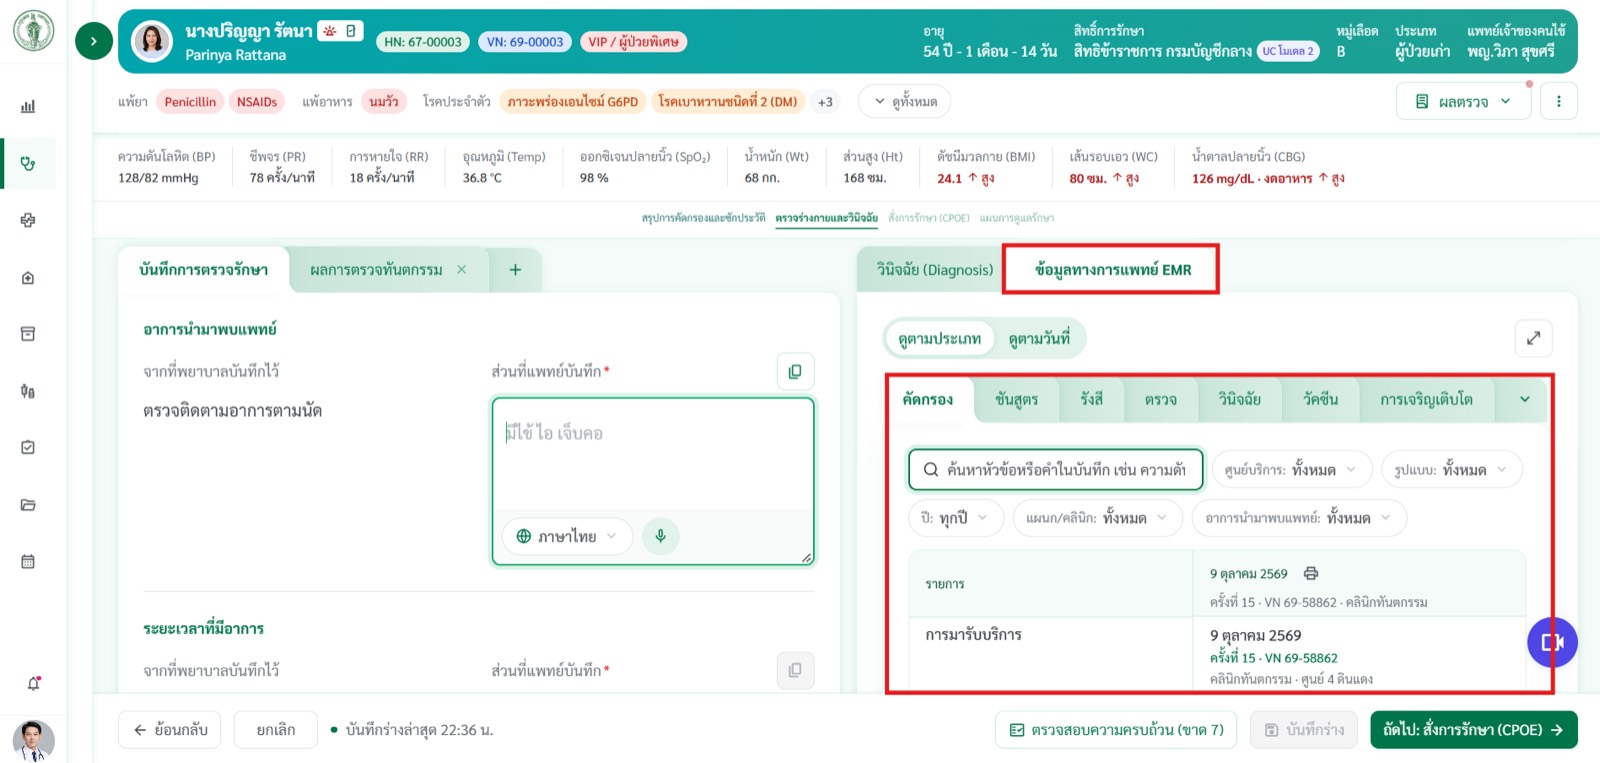 นางปริญญา รัตนา
Parinya Rattana
HN: 67-00003
VN: 69-00003
VIP / ผู้ป่วยพิเศษ
อายุ
54 ปี - 1 เดือน - 14 วัน
สิทธิ์การรักษา
สิทธิข้าราชการ กรมบัญชีกลาง UC โมเดล 2
หมู่เลือด
B
ประเภท
ผู้ป่วยเก่า
แพทย์เจ้าของคนไข้
พญ.วิภา สุขศรี
แพ้ยา Penicillin NSAIDs แพ้อาหาร นมวัว โรคประจำตัว ภาวะพร่องเอนไซม์ G6PD โรคเบาหวานชนิดที่ 2 (DM) +3 ดูทั้งหมด
ผลตรวจ
ความดันโลหิต (BP)
128/82 mmHg
ชีพจร (PR)
78 ครั้ง/นาที
การหายใจ (RR)
18 ครั้ง/นาที
อุณหภูมิ (Temp)
36.8 °C
ออกซิเจนปลายนิ้ว (SpO₂)
98 %
น้ำหนัก (Wt)
68 กก.
ส่วนสูง (Ht)
168 ซม.
ดัชนีมวลกาย (BMI)
24.1 ↑ สูง
เส้นรอบเอว (WC)
80 ซม. ↑ สูง
น้ำตาลปลายนิ้ว (CBG)
126 mg/dL · งดอาหาร ↑ สูง
สรุปการคัดกรองและซักประวัติ ตรวจร่างกายและวินิจฉัย สั่งการรักษา (CPOE) แผนการดูแลรักษา
บันทึกการตรวจรักษา
ผลการตรวจทันตกรรม ×
+
อาการนำมาพบแพทย์
จากที่พยาบาลบันทึกไว้
ตรวจติดตามอาการตามนัด
ส่วนที่แพทย์บันทึก*
มีไข้ ไอ เจ็บคอ
ภาษาไทย
ระยะเวลาที่มีอาการ
จากที่พยาบาลบันทึกไว้
ส่วนที่แพทย์บันทึก*
วินิจฉัย (Diagnosis)
ข้อมูลทางการแพทย์ EMR
ดูตามประเภท ดูตามวันที่
คัดกรอง ชันสูตร รังสี ตรวจ วินิจฉัย วัคซีน การเจริญเติบโต
ค้นหาหัวข้อหรือคำในบันทึก เช่น ความดั
ศูนย์บริการ: ทั้งหมด
รูปแบบ: ทั้งหมด
ปี: ทุกปี
แผนก/คลินิก: ทั้งหมด
อาการนำมาพบแพทย์: ทั้งหมด
รายการ
9 ตุลาคม 2569
ครั้งที่ 15 · VN 69-58862 · คลินิกทันตกรรม
การมารับบริการ
9 ตุลาคม 2569
ครั้งที่ 15 · VN 69-58862
คลินิกทันตกรรม · ศูนย์ 4 ดินแดง
← ย้อนกลับ
ยกเลิก
บันทึกร่างล่าสุด 22:36 น.
ตรวจสอบความครบถ้วน (ขาด 7)
บันทึกร่าง
ถัดไป: สั่งการรักษา (CPOE) →